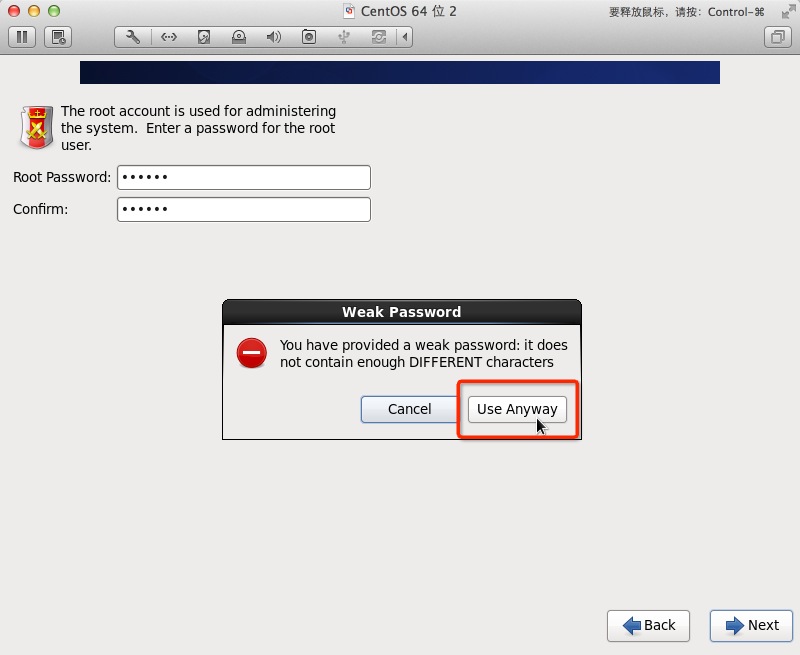 CentOS 64 位 2
要释放鼠标，请按：Control-⌘
The root account is used for administering
the system.  Enter a password for the root
user.
Root Password: ••••••
Confirm: ••••••
Weak Password
You have provided a weak password: it does
not contain enough DIFFERENT characters
Cancel
Use Anyway
Back
Next